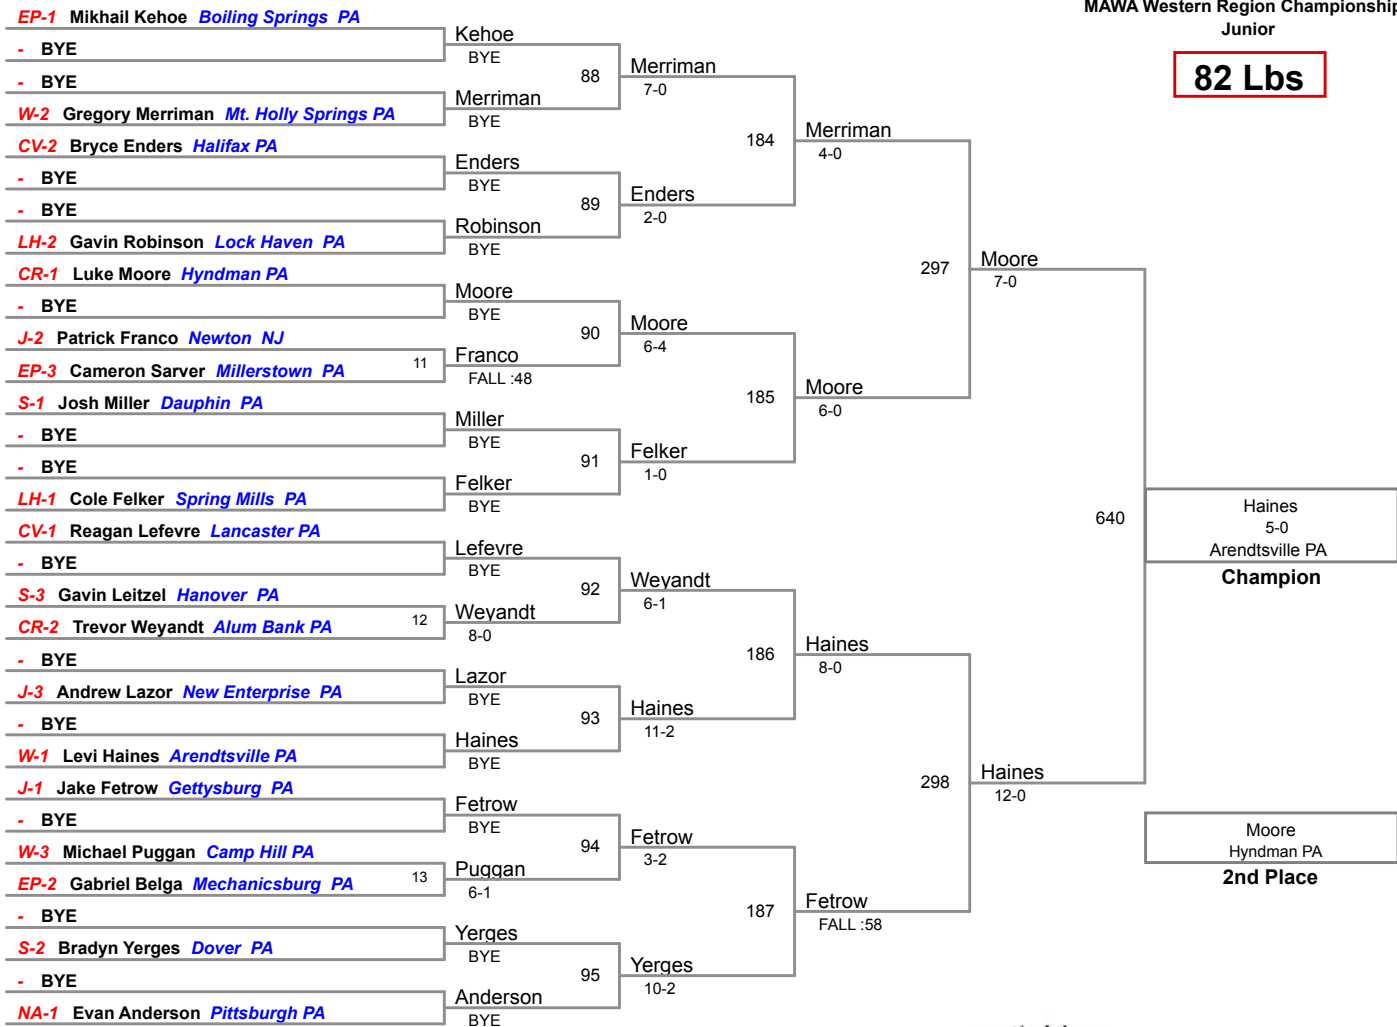 MAWA Western Region Championship
Junior
82 Lbs
EP-1 Mikhail Kehoe Boiling Springs PA
- BYE
- BYE
W-2 Gregory Merriman Mt. Holly Springs PA
CV-2 Bryce Enders Halifax PA
- BYE
- BYE
LH-2 Gavin Robinson Lock Haven PA
CR-1 Luke Moore Hyndman PA
- BYE
J-2 Patrick Franco Newton NJ
EP-3 Cameron Sarver Millerstown PA
S-1 Josh Miller Dauphin PA
- BYE
- BYE
LH-1 Cole Felker Spring Mills PA
CV-1 Reagan Lefevre Lancaster PA
- BYE
S-3 Gavin Leitzel Hanover PA
CR-2 Trevor Weyandt Alum Bank PA
- BYE
J-3 Andrew Lazor New Enterprise PA
- BYE
W-1 Levi Haines Arendtsville PA
J-1 Jake Fetrow Gettysburg PA
- BYE
W-3 Michael Puggan Camp Hill PA
EP-2 Gabriel Belga Mechanicsburg PA
- BYE
S-2 Bradyn Yerges Dover PA
- BYE
NA-1 Evan Anderson Pittsburgh PA
11
12
13
Kehoe
BYE
Merriman
BYE
Enders
BYE
Robinson
BYE
Moore
BYE
Franco
FALL :48
Miller
BYE
Felker
BYE
Lefevre
BYE
Weyandt
8-0
Lazor
BYE
Haines
BYE
Fetrow
BYE
Puggan
6-1
Yerges
BYE
Anderson
BYE
88
89
90
91
92
93
94
95
Merriman
7-0
Enders
2-0
Moore
6-4
Felker
1-0
Weyandt
6-1
Haines
11-2
Fetrow
3-2
Yerges
10-2
184
185
186
187
Merriman
4-0
Moore
6-0
Haines
8-0
Fetrow
FALL :58
297
298
Moore
7-0
Haines
12-0
640
Haines
5-0
Arendtsville PA
Champion
Moore
Hyndman PA
2nd Place